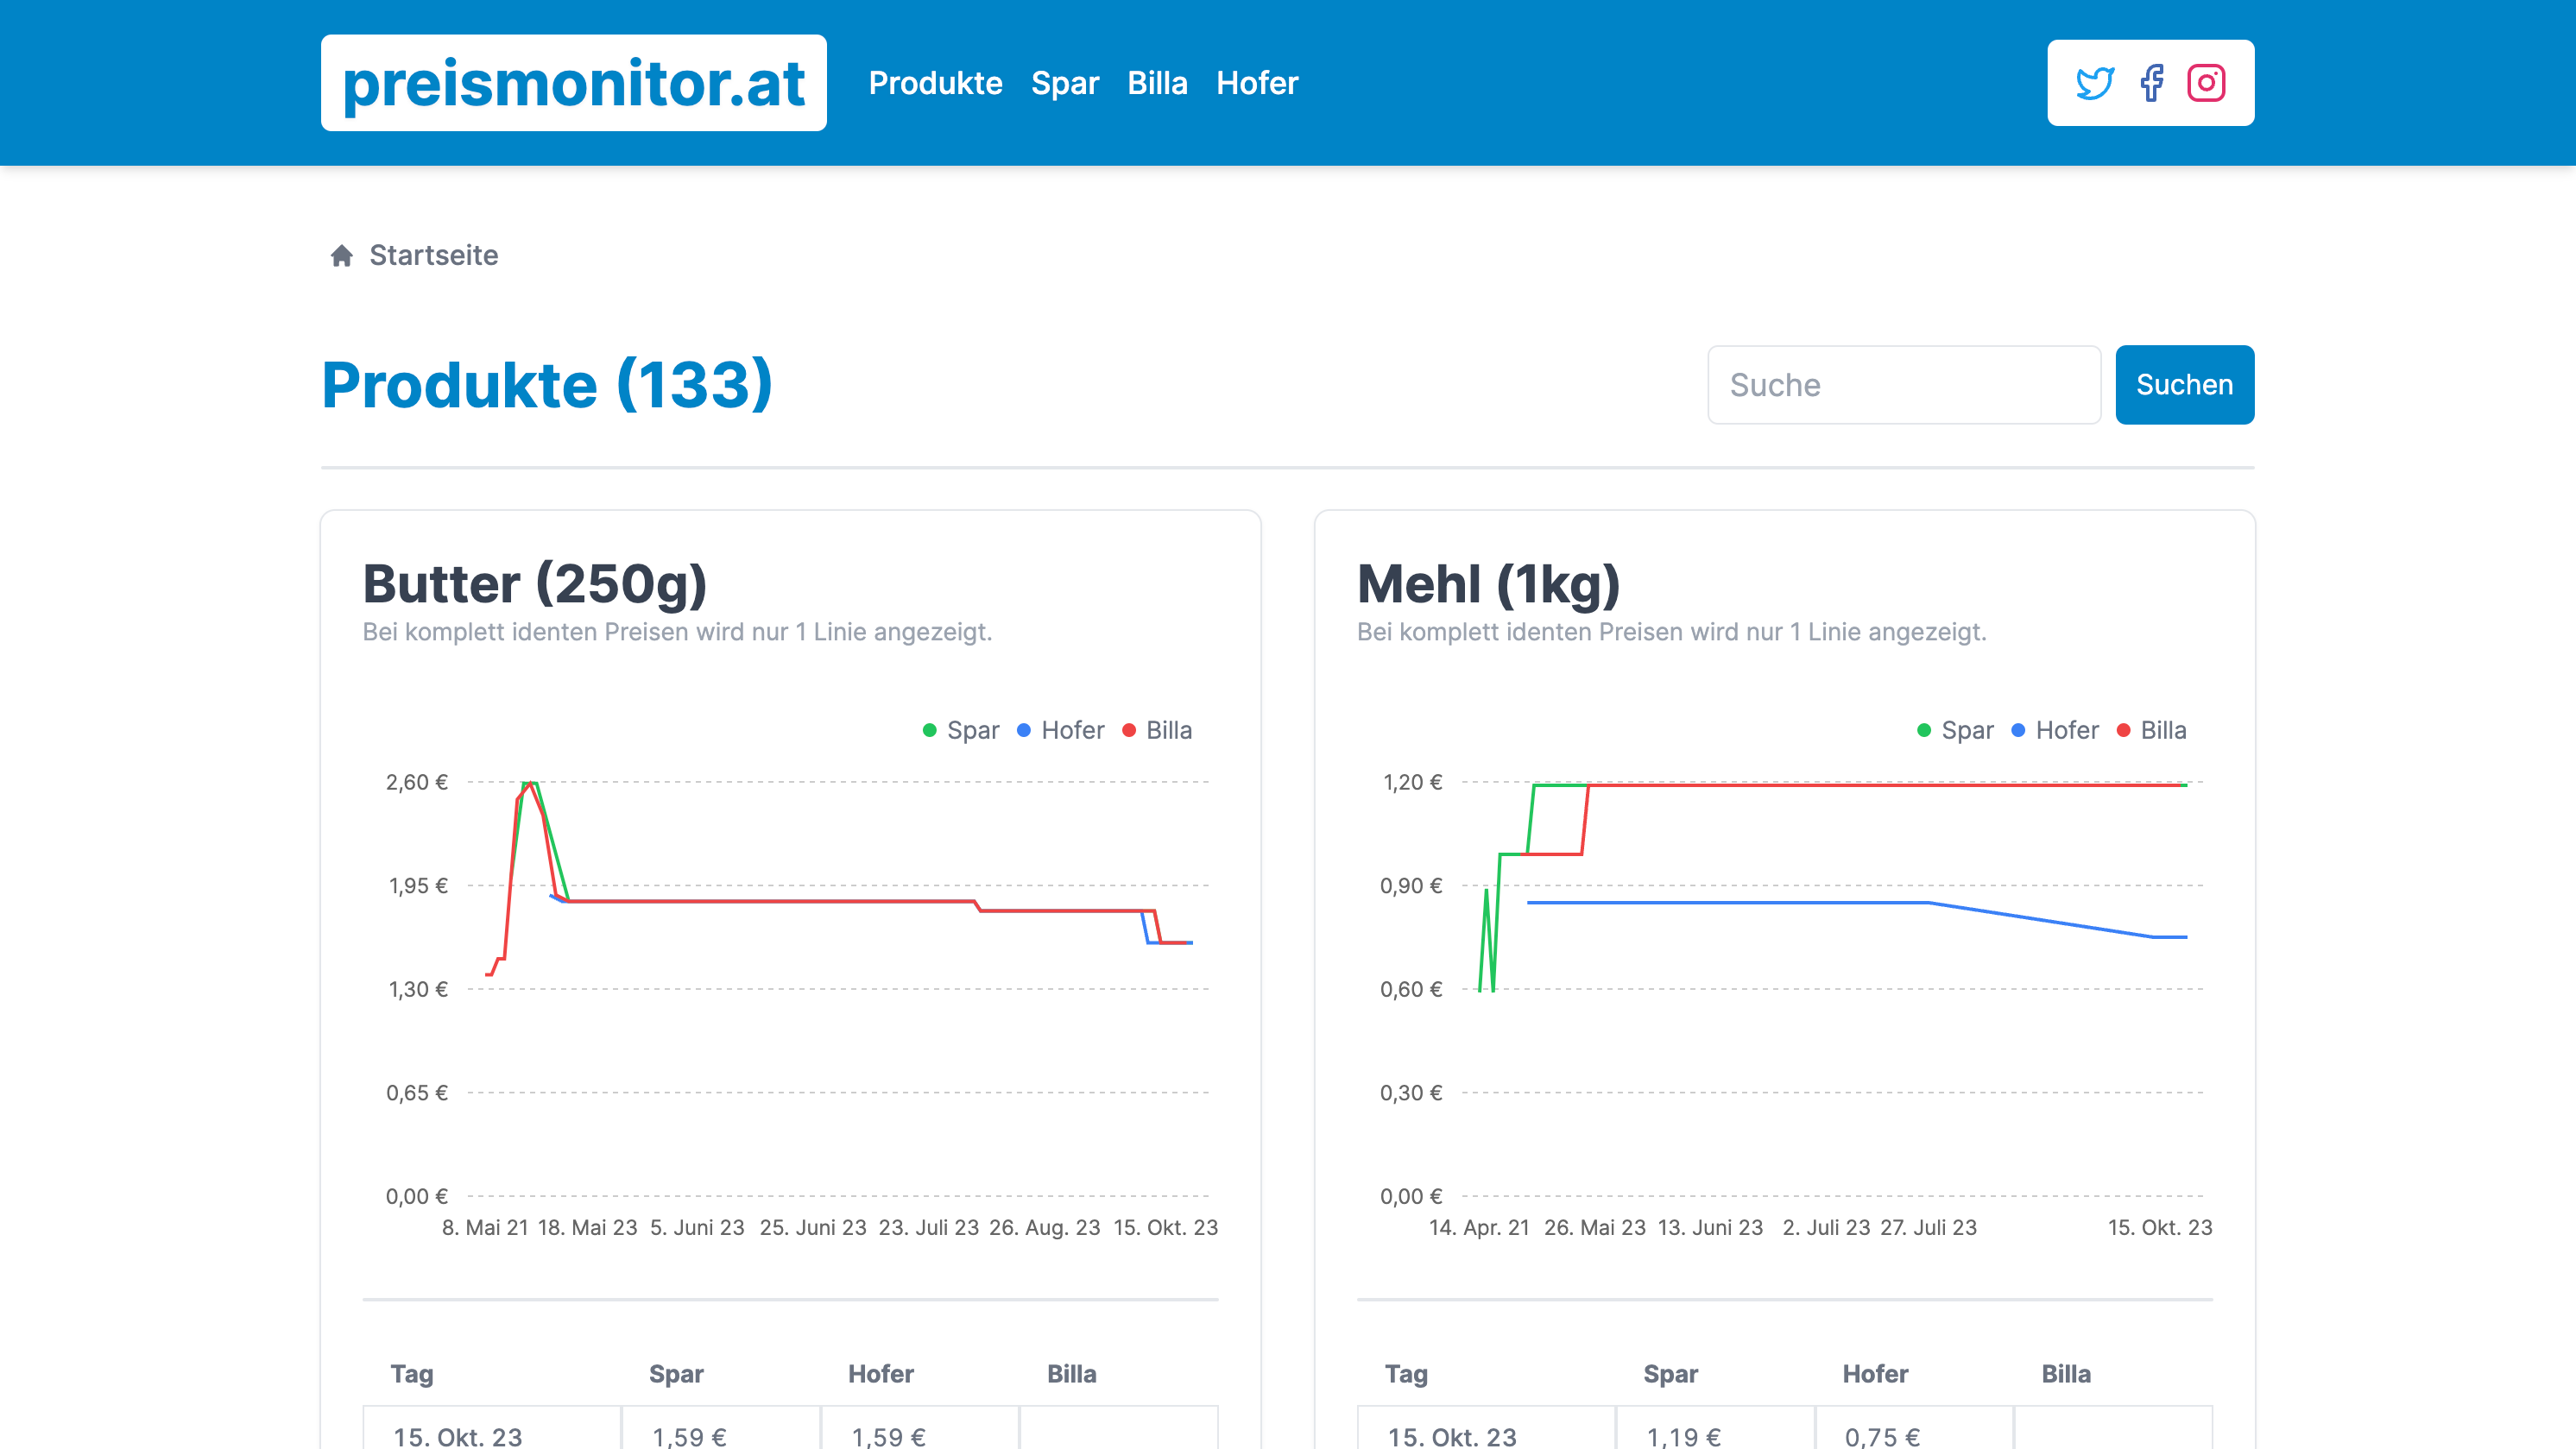 preismonitor.at
Produkte Spar Billa Hofer
Startseite
Produkte (133)
Suche
Suchen
Butter (250g)
Bei komplett identen Preisen wird nur 1 Linie angezeigt.
Spar Hofer Billa
2,60 €
1,95 €
1,30 €
0,65 €
0,00 €
8. Mai 21 18. Mai 23 5. Juni 23 25. Juni 23 23. Juli 23 26. Aug. 23 15. Okt. 23
Tag Spar Hofer Billa
15. Okt. 23 1,59 € 1,59 €
Mehl (1kg)
Bei komplett identen Preisen wird nur 1 Linie angezeigt.
Spar Hofer Billa
1,20 €
0,90 €
0,60 €
0,30 €
0,00 €
14. Apr. 21 26. Mai 23 13. Juni 23 2. Juli 23 27. Juli 23 15. Okt. 23
Tag Spar Hofer Billa
15. Okt. 23 1,19 € 0,75 €